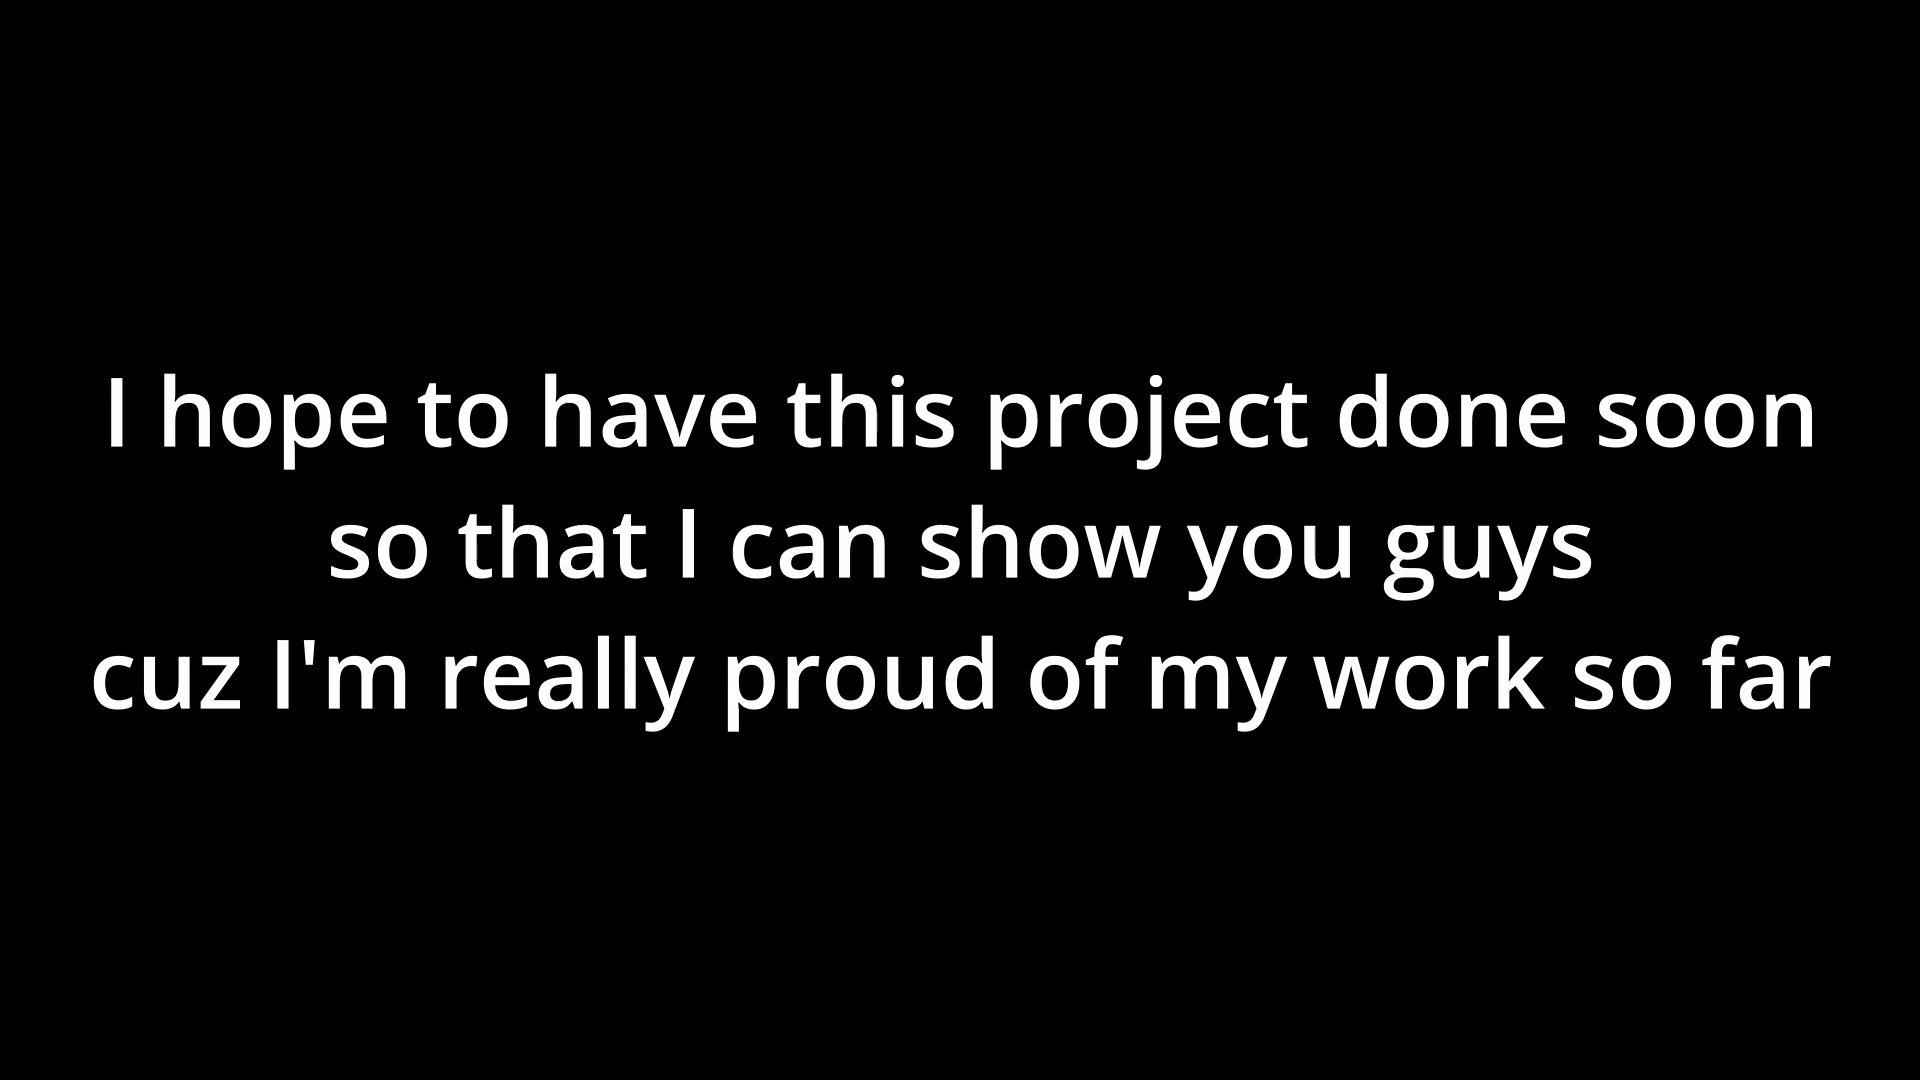 I hope to have this project done soon
so that I can show you guys
cuz I'm really proud of my work so far